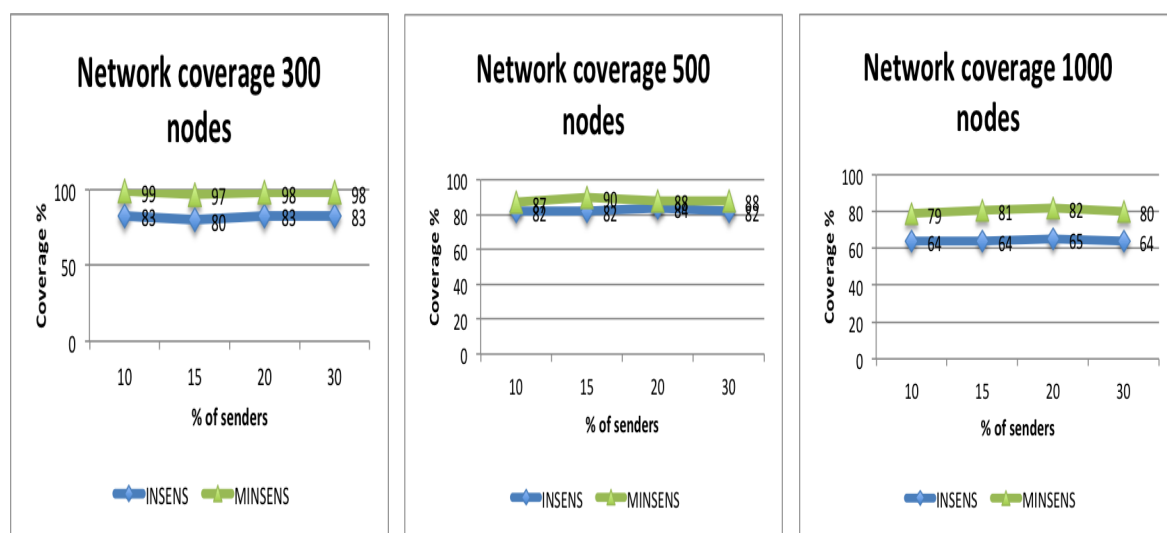 Network coverage 300
nodes
Coverage %
100
50
0
99 97 98 98
83 80 83 83
10 15 20 30
% of senders
INSENS MINSENS
Network coverage 500
nodes
Coverage %
100
80
60
40
20
0
87 90 88 88
82 82 84 82
10 15 20 30
% of senders
INSENS MINSENS
Network coverage 1000
nodes
Coverage %
100
80
60
40
20
0
79 81 82 80
64 64 65 64
10 15 20 30
% of senders
INSENS MINSENS